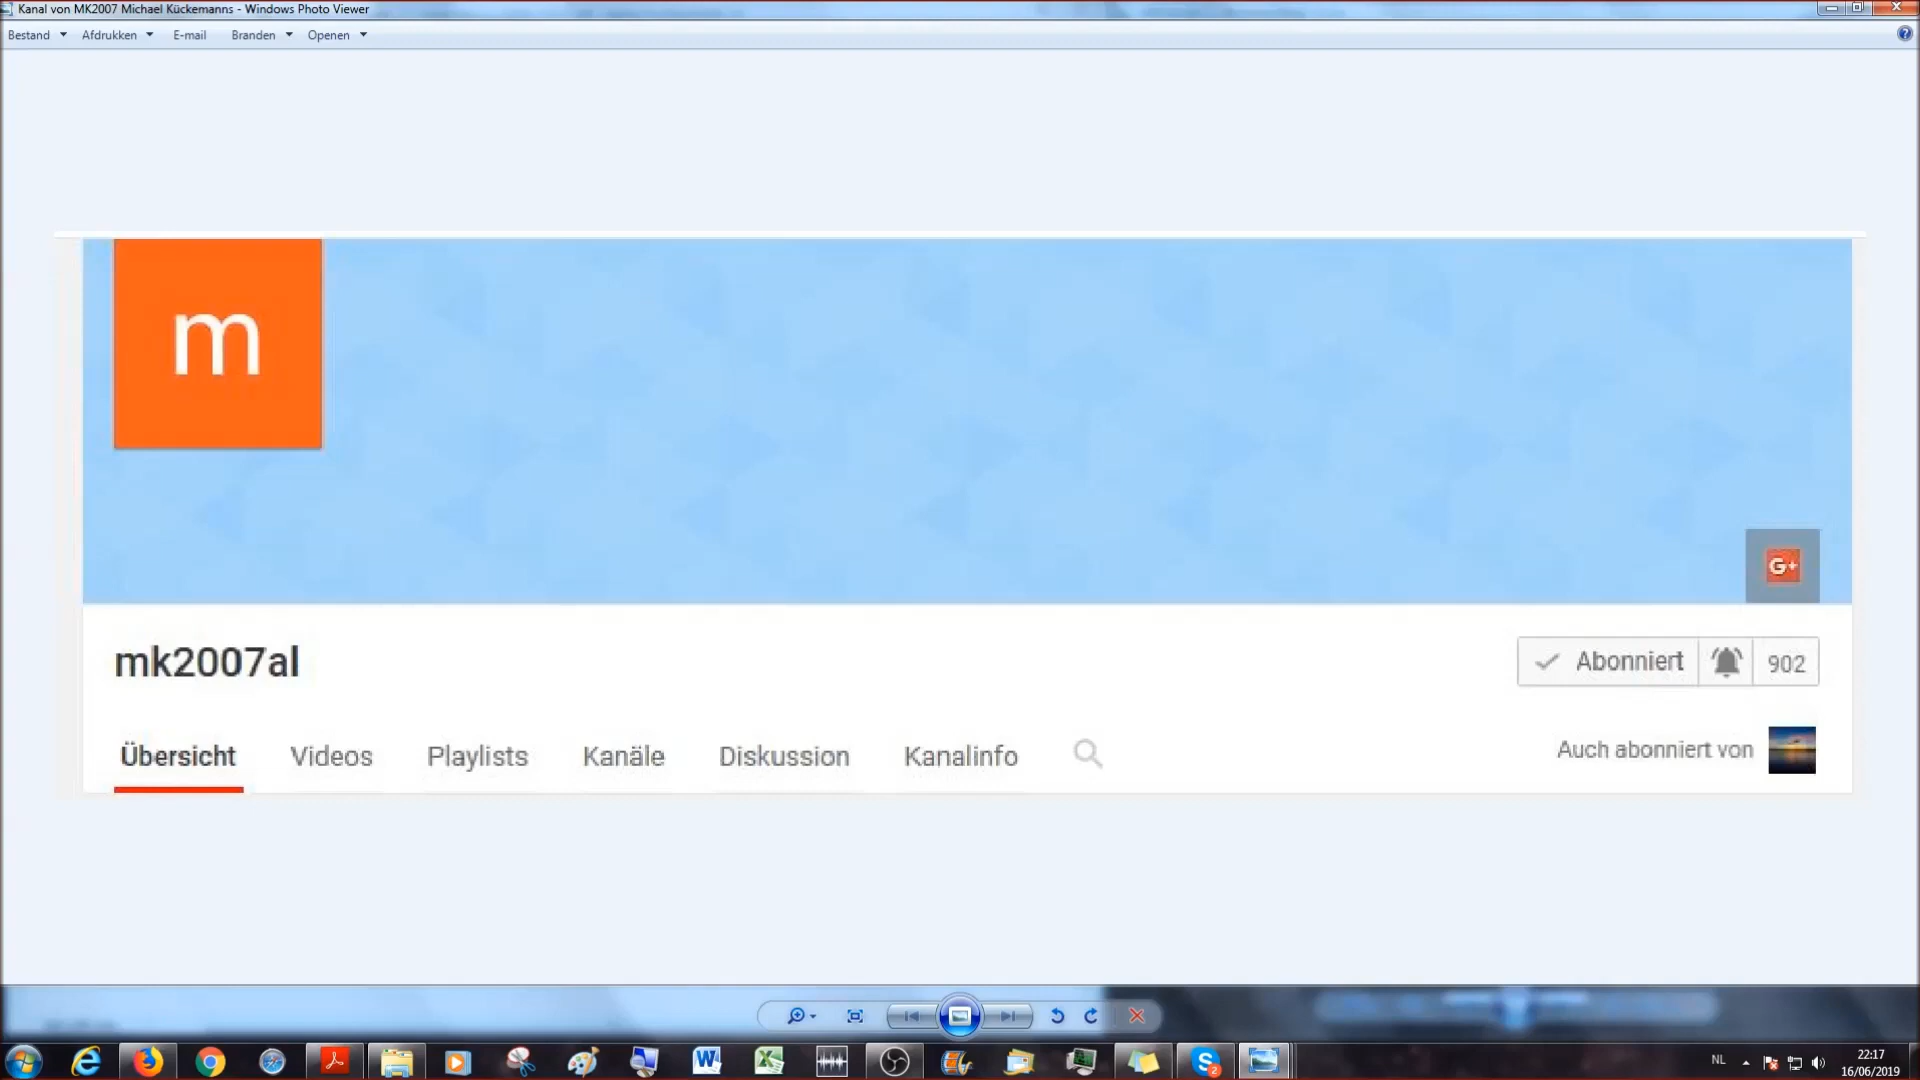 Kanal von MK2007 Michael Kückemanns - Windows Photo Viewer
Bestand Afdrukken E-mail Branden Openen
m
G+
mk2007al
Abonniert 902
Übersicht Videos Playlists Kanäle Diskussion Kanalinfo
Auch abonniert von
NL
22:17
16/06/2019